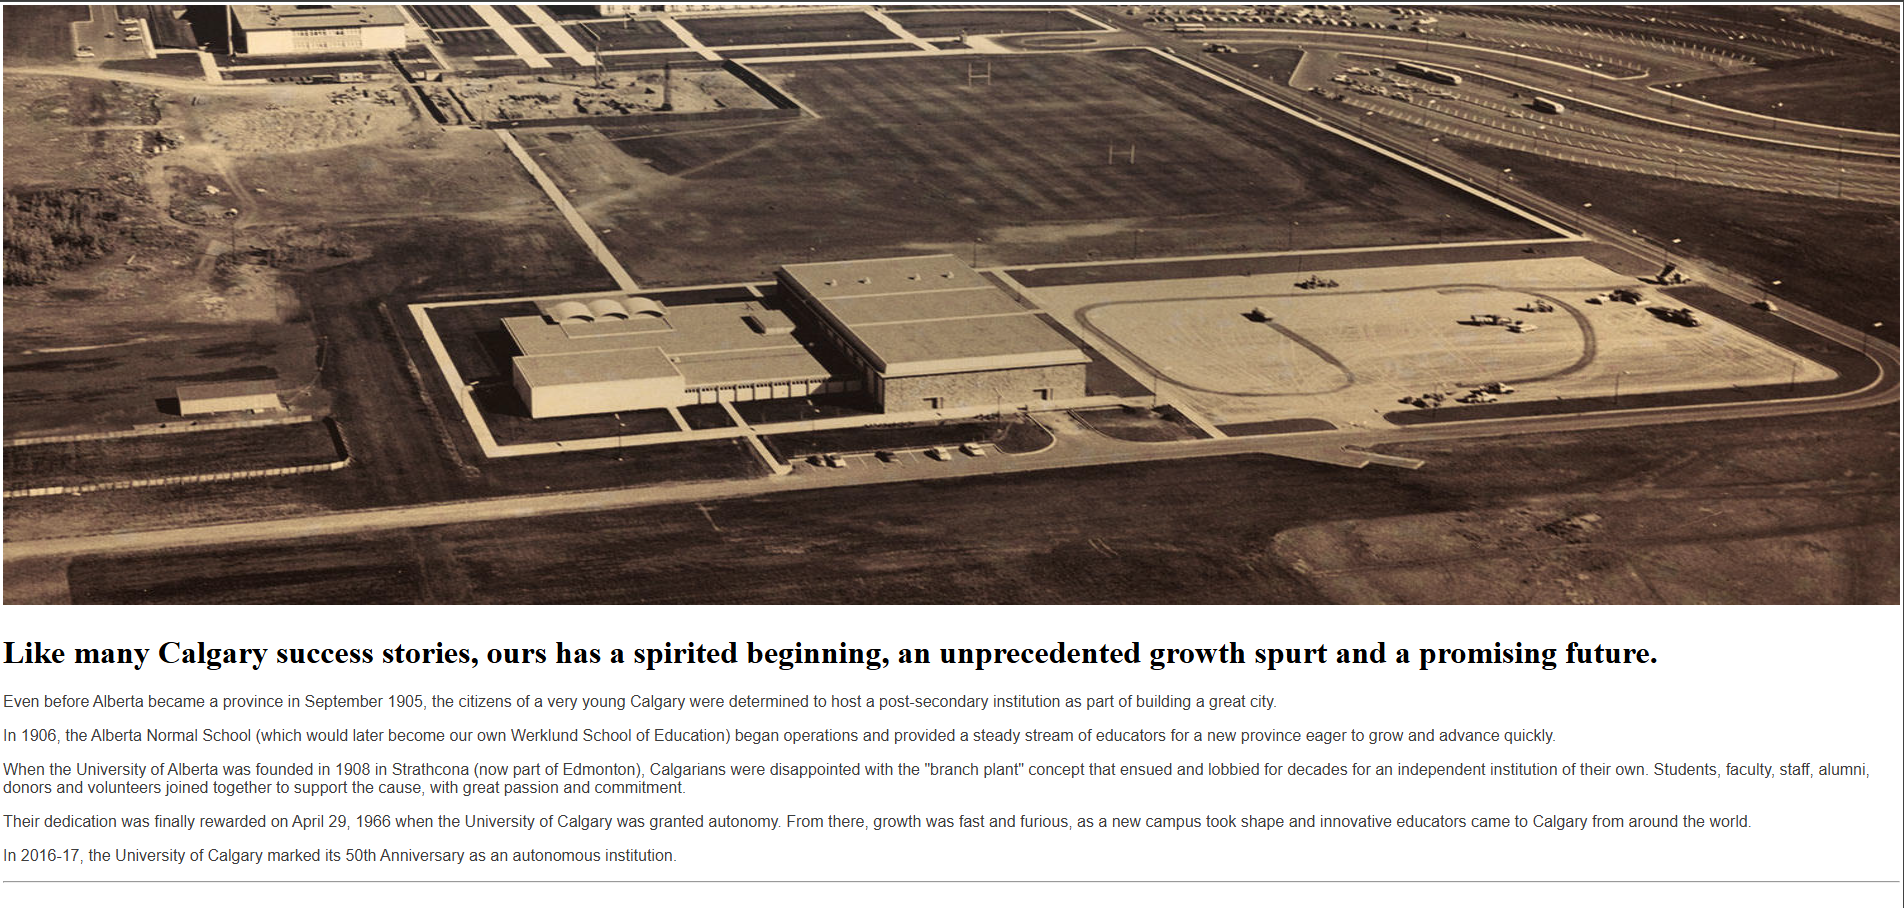 Like many Calgary success stories, ours has a spirited beginning, an unprecedented growth spurt and a promising future.
Even before Alberta became a province in September 1905, the citizens of a very young Calgary were determined to host a post-secondary institution as part of building a great city.
In 1906, the Alberta Normal School (which would later become our own Werklund School of Education) began operations and provided a steady stream of educators for a new province eager to grow and advance quickly.
When the University of Alberta was founded in 1908 in Strathcona (now part of Edmonton), Calgarians were disappointed with the "branch plant" concept that ensued and lobbied for decades for an independent institution of their own. Students, faculty, staff, alumni,
donors and volunteers joined together to support the cause, with great passion and commitment.
Their dedication was finally rewarded on April 29, 1966 when the University of Calgary was granted autonomy. From there, growth was fast and furious, as a new campus took shape and innovative educators came to Calgary from around the world.
In 2016-17, the University of Calgary marked its 50th Anniversary as an autonomous institution.